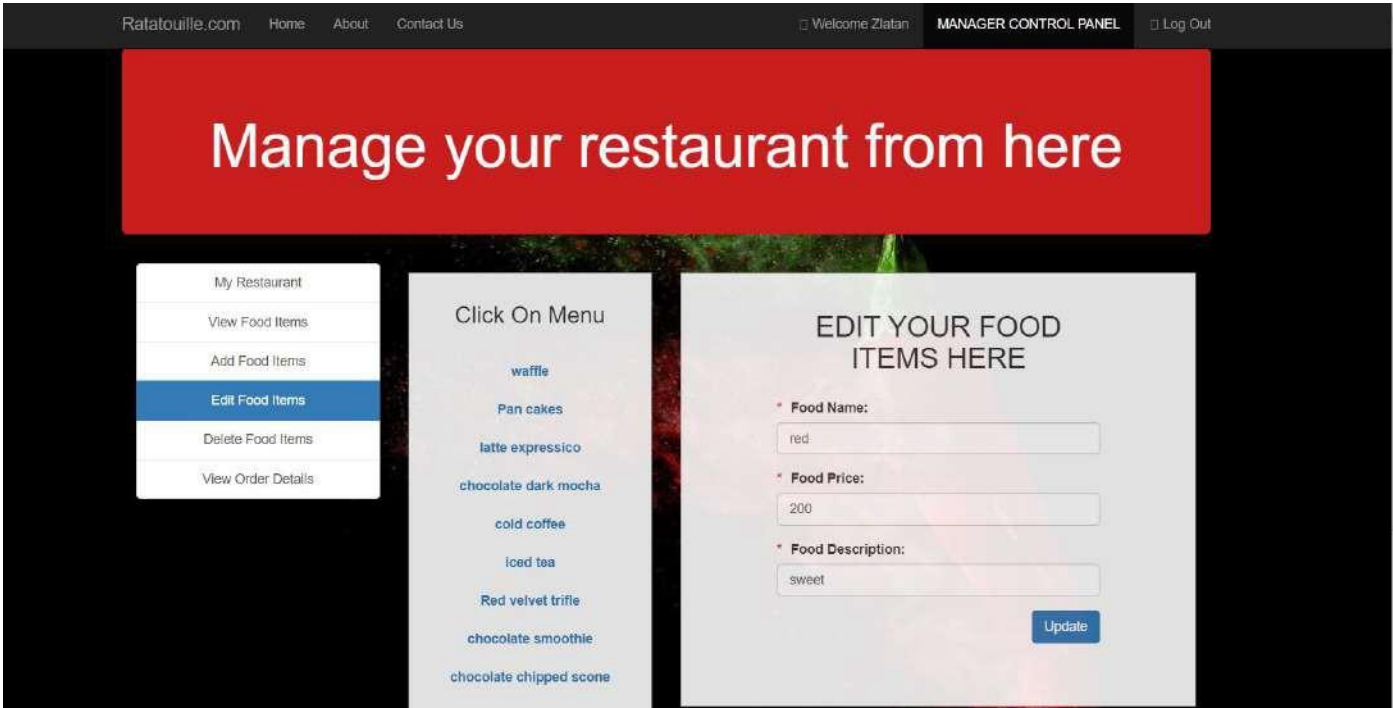 Ratatouille.com Home About Contact Us Welcome Zlatan MANAGER CONTROL PANEL Log Out
Manage your restaurant from here
My Restaurant
View Food Items
Add Food Items
Edit Food Items
Delete Food Items
View Order Details
Click On Menu
waffle
Pan cakes
latte expressico
chocolate dark mocha
cold coffee
iced tea
Red velvet trifle
chocolate smoothie
chocolate chipped scone
EDIT YOUR FOOD
ITEMS HERE
* Food Name:
red
* Food Price:
200
* Food Description:
sweet
Update